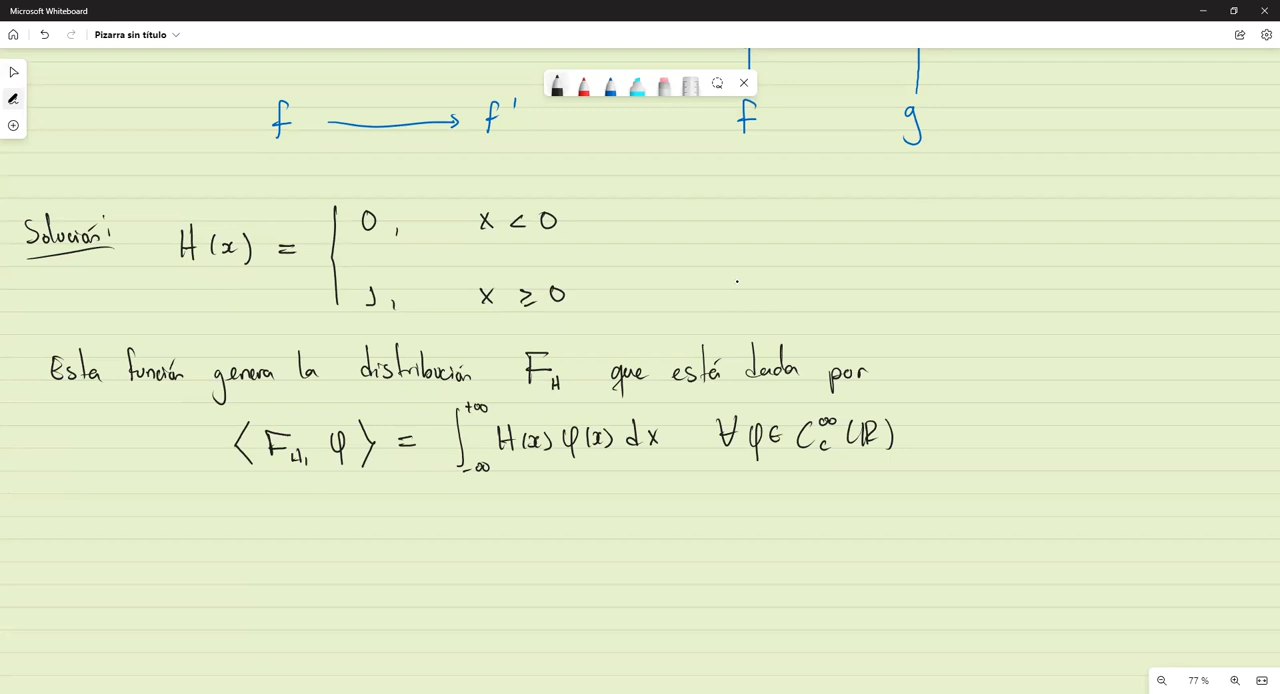 Microsoft Whiteboard
Pizarra sin título
f → f' F g
Solución:
H(x) = { 0, x < 0
1, x ≥ 0
Esta función genera la distribución F_H que está dada por
⟨F_H, φ⟩ = ∫_{-∞}^{+∞} H(x) φ(x) dx ∀ φ ∈ C_c^∞(ℝ)
77 %